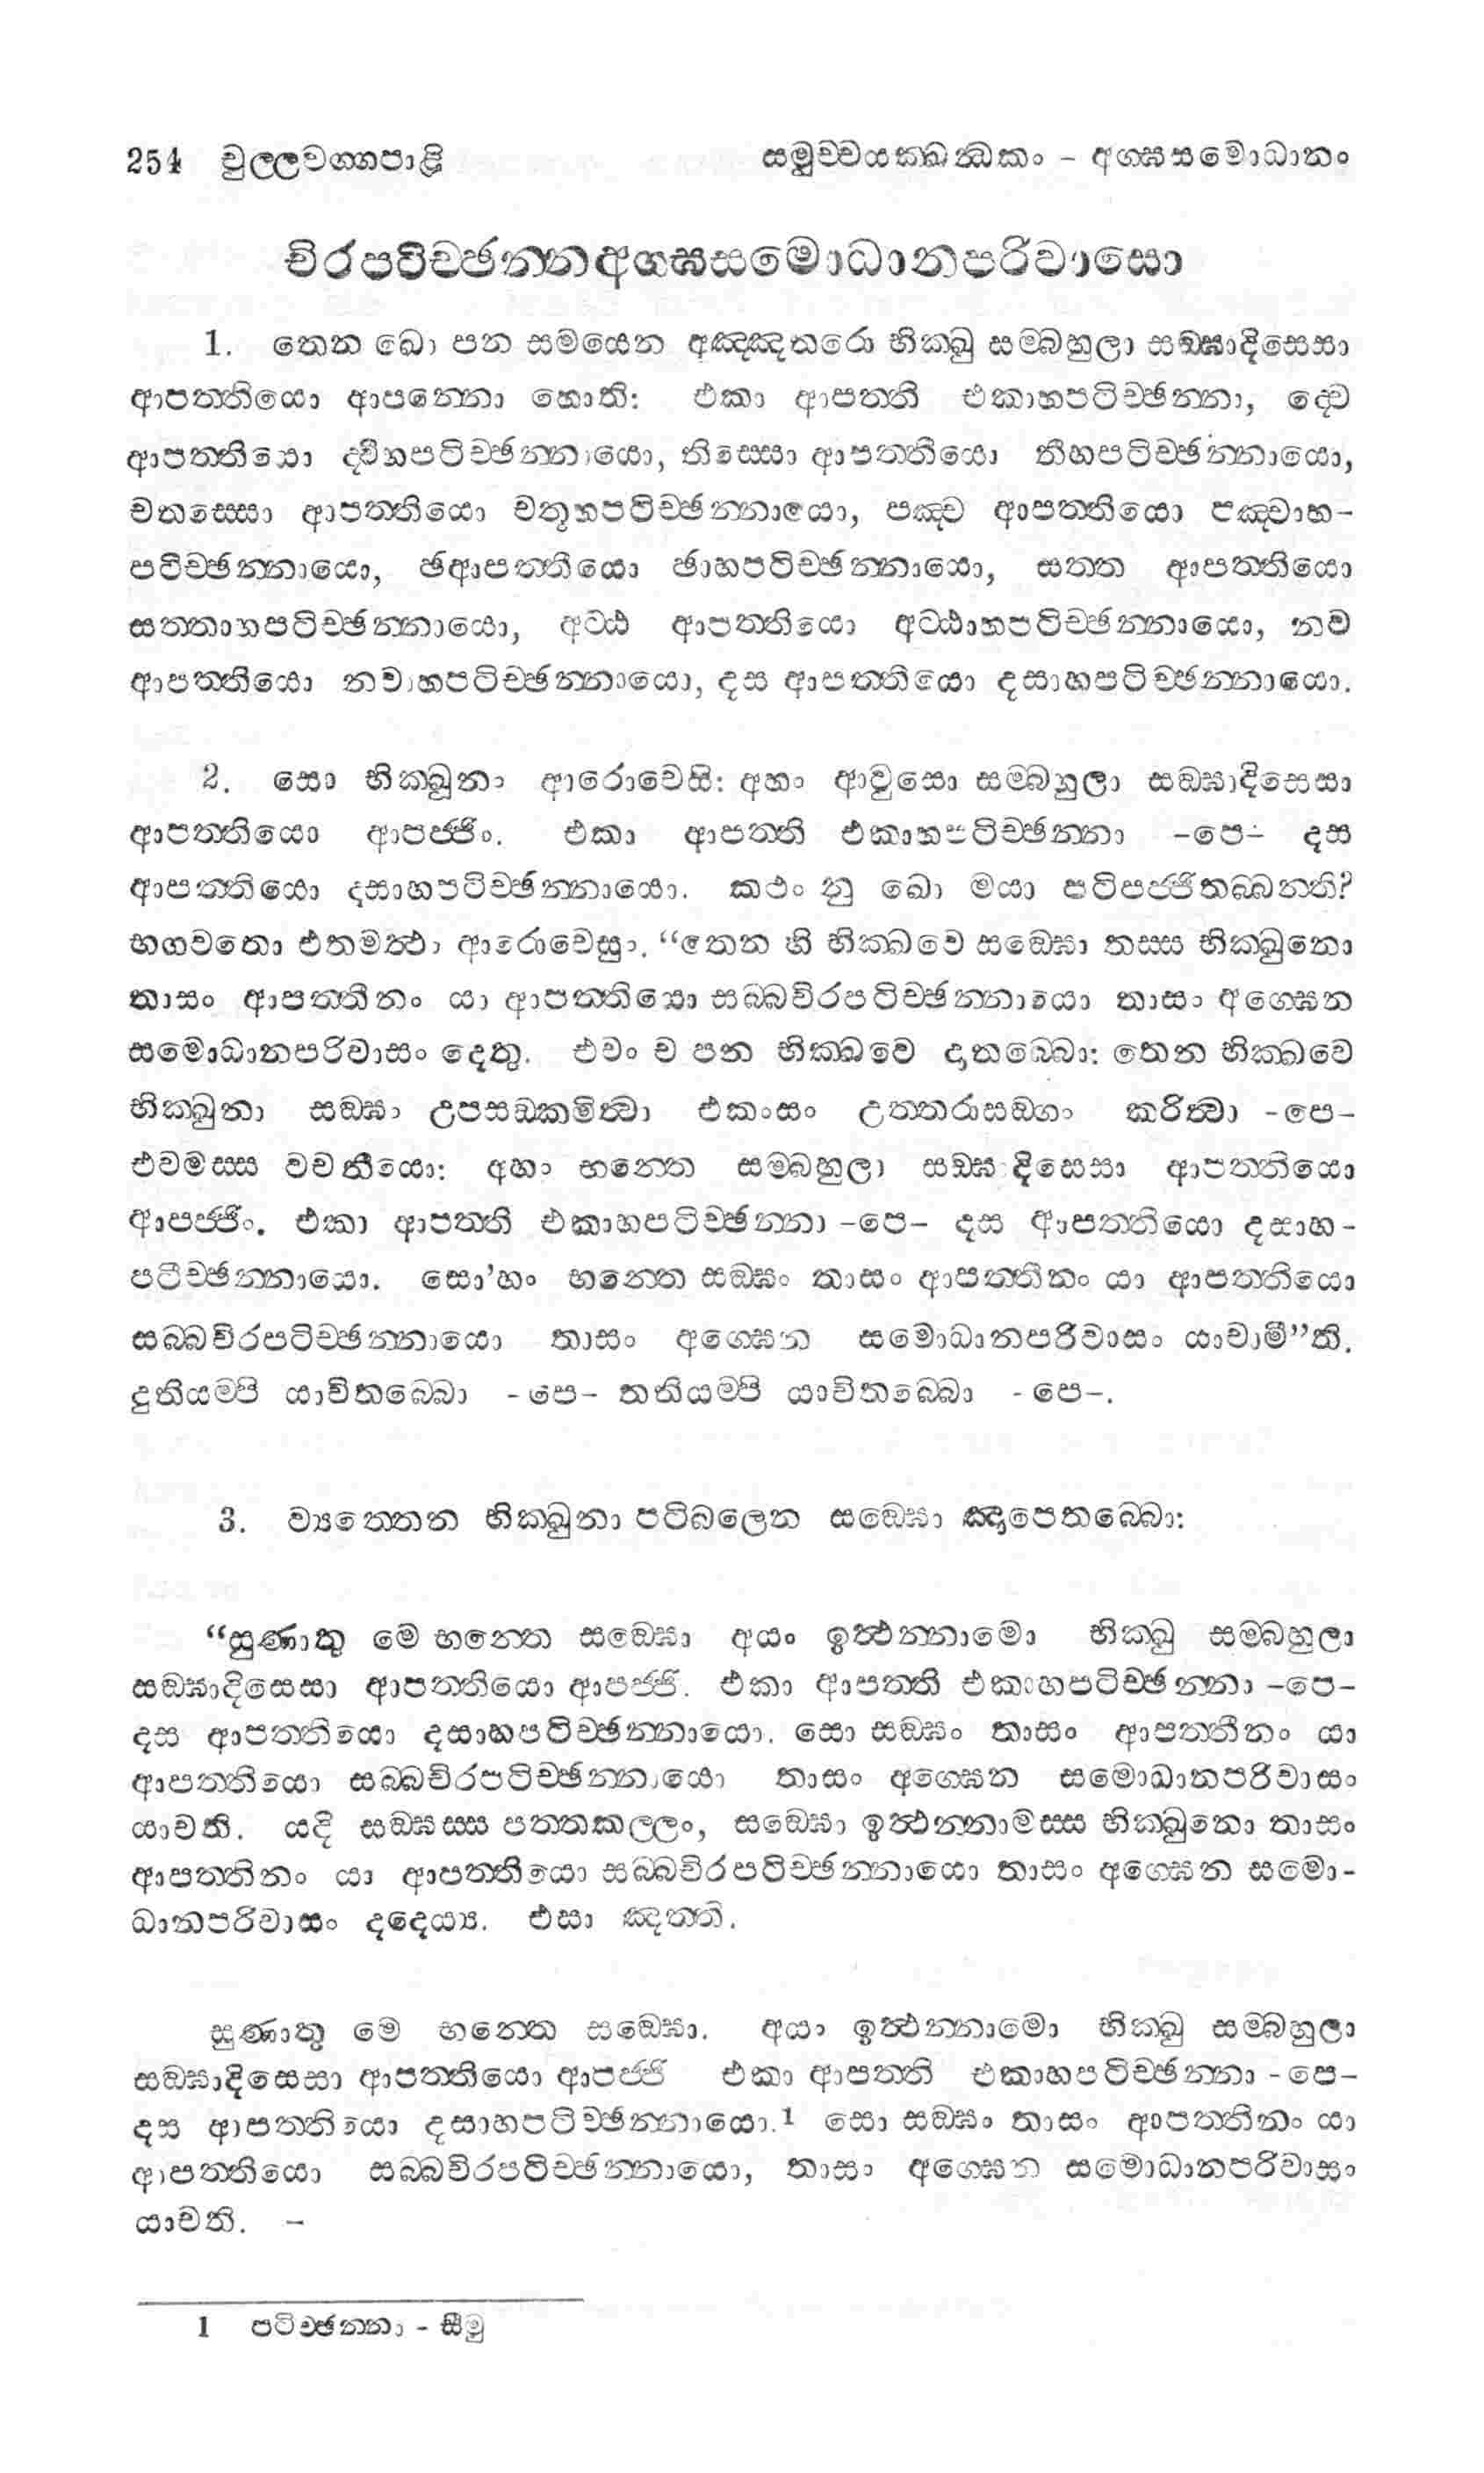 254 චුල්ලවග්ගපාළි සමුච්චයක්ඛන්ධකං - අග්ඝසමොධානං
චිරපටිච්ඡන්නඅග්ඝසමොධානපරිවාසො
1. තෙන ඛො පන සමයෙන අඤ්ඤතරො භික්ඛු සම්බහුලා සඞ්ඝාදිසෙසා
ආපත්තියො ආපන්නො හොති: එකා ආපත්ති එකාහපටිච්ඡන්නා, ද්වෙ
ආපත්තියො ද්වීහපටිච්ඡන්නායො, තිස්සො ආපත්තියො තීහපටිච්ඡන්නායො,
චතස්සො ආපත්තියො චතූහපටිච්ඡන්නායො, පඤ්ච ආපත්තියො පඤ්චාහ-
පටිච්ඡන්නායො, ඡආපත්තියො ඡාහපටිච්ඡන්නායො, සත්ත ආපත්තියො
සත්තාහපටිච්ඡන්නායො, අට්ඨ ආපත්තියො අට්ඨාහපටිච්ඡන්නායො, නව
ආපත්තියො නවාහපටිච්ඡන්නායො, දස ආපත්තියො දසාහපටිච්ඡන්නායො.
2. සො භික්ඛූනං ආරොචෙසි: අහං ආවුසො සම්බහුලා සඞ්ඝාදිසෙසා
ආපත්තියො ආපජ්ජිං. එකා ආපත්ති එකාහපටිච්ඡන්නා -පෙ- දස
ආපත්තියො දසාහපටිච්ඡන්නායො. කථං නු ඛො මයා පටිපජ්ජිතබ්බන්ති?
භගවතො එතමත්ථං ආරොචෙසුං. “තෙන හි භික්ඛවෙ සඞ්ඝො තස්ස භික්ඛුනො
තාසං ආපත්තීනං යා ආපත්තියො සබ්බචිරපටිච්ඡන්නායො තාසං අග්ඝෙන
සමොධානපරිවාසං දෙතු. එවං ච පන භික්ඛවෙ දාතබ්බො: තෙන භික්ඛවෙ
භික්ඛුනා සඞ්ඝං උපසඞ්කමිත්වා එකංසං උත්තරාසඞ්ගං කරිත්වා -පෙ-
එවමස්ස වචනීයො: අහං භන්තෙ සම්බහුලා සඞ්ඝාදිසෙසා ආපත්තියො
ආපජ්ජිං. එකා ආපත්ති එකාහපටිච්ඡන්නා -පෙ- දස ආපත්තියො දසාහ-
පටිච්ඡන්නායො. සො’හං භන්තෙ සඞ්ඝං තාසං ආපත්තීනං යා ආපත්තියො
සබ්බචිරපටිච්ඡන්නායො තාසං අග්ඝෙන සමොධානපරිවාසං යාචාමී”ති.
දුතියම්පි යාචිතබ්බො -පෙ- තතියම්පි යාචිතබ්බො -පෙ-.
3. ව්‍යත්තෙන භික්ඛුනා පටිබලෙන සඞ්ඝො ඤාපෙතබ්බො:
“සුණාතු මෙ භන්තෙ සඞ්ඝො අයං ඉත්ථන්නාමො භික්ඛු සම්බහුලා
සඞ්ඝාදිසෙසා ආපත්තියො ආපජ්ජි. එකා ආපත්ති එකාහපටිච්ඡන්නා -පෙ-
දස ආපත්තියො දසාහපටිච්ඡන්නායො. සො සඞ්ඝං තාසං ආපත්තීනං යා
ආපත්තියො සබ්බචිරපටිච්ඡන්නායො තාසං අග්ඝෙන සමොධානපරිවාසං
යාචති. යදි සඞ්ඝස්ස පත්තකල්ලං, සඞ්ඝො ඉත්ථන්නාමස්ස භික්ඛුනො තාසං
ආපත්තිනං යා ආපත්තියො සබ්බචිරපටිච්ඡන්නායො තාසං අග්ඝෙන සමො-
ධානපරිවාසං දදෙය්‍ය. එසා ඤත්ති.
සුණාතු මෙ භන්තෙ සඞ්ඝො. අයං ඉත්ථන්නාමො භික්ඛු සම්බහුලා
සඞ්ඝාදිසෙසා ආපත්තියො ආපජ්ජි එකා ආපත්ති එකාහපටිච්ඡන්නා -පෙ-
දස ආපත්තියො දසාහපටිච්ඡන්නායො.1 සො සඞ්ඝං තාසං ආපත්තීනං යා
ආපත්තියො සබ්බචිරපටිච්ඡන්නායො, තාසං අග්ඝෙන සමොධානපරිවාසං
යාචති. -
1 පටිච්ඡන්නා - සීමු